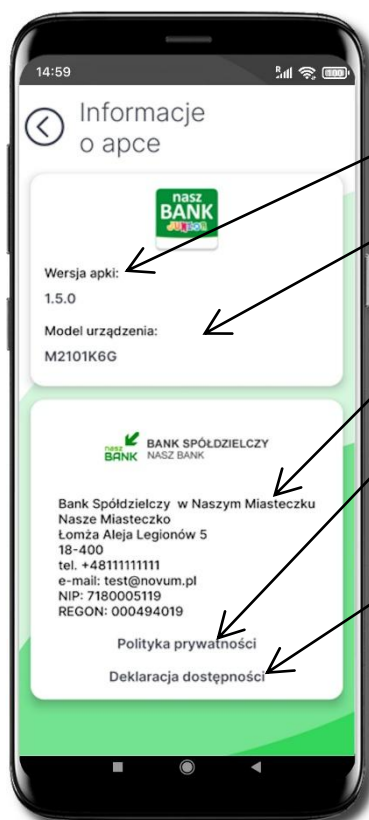 14:59
Informacje
o apce
nasz
BANK
JUNIOR
Wersja apki:
1.5.0
Model urządzenia:
M2101K6G
nasz
BANK
BANK SPÓŁDZIELCZY
NASZ BANK
Bank Spółdzielczy w Naszym Miasteczku
Nasze Miasteczko
Łomża Aleja Legionów 5
18-400
tel. +48111111111
e-mail: test@novum.pl
NIP: 7180005119
REGON: 000494019
Polityka prywatności
Deklaracja dostępności